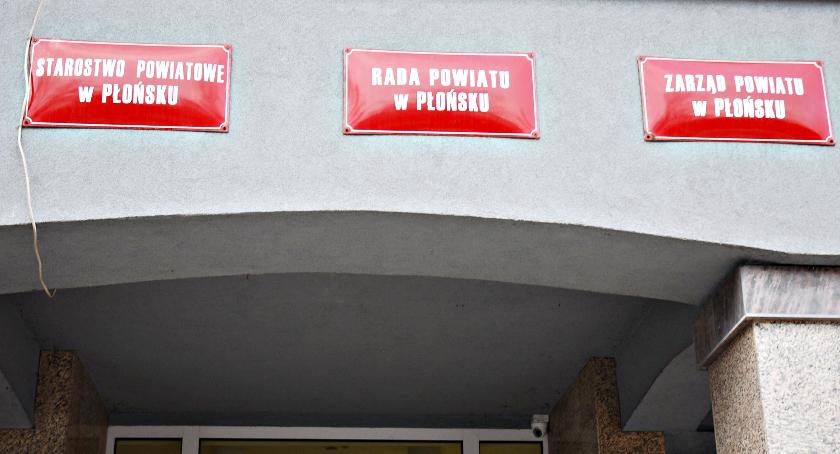 STAROSTWO POWIATOWE
w PŁOŃSKU
RADA POWIATU
w PŁOŃSKU
ZARZĄD POWIATU
w PŁOŃSKU